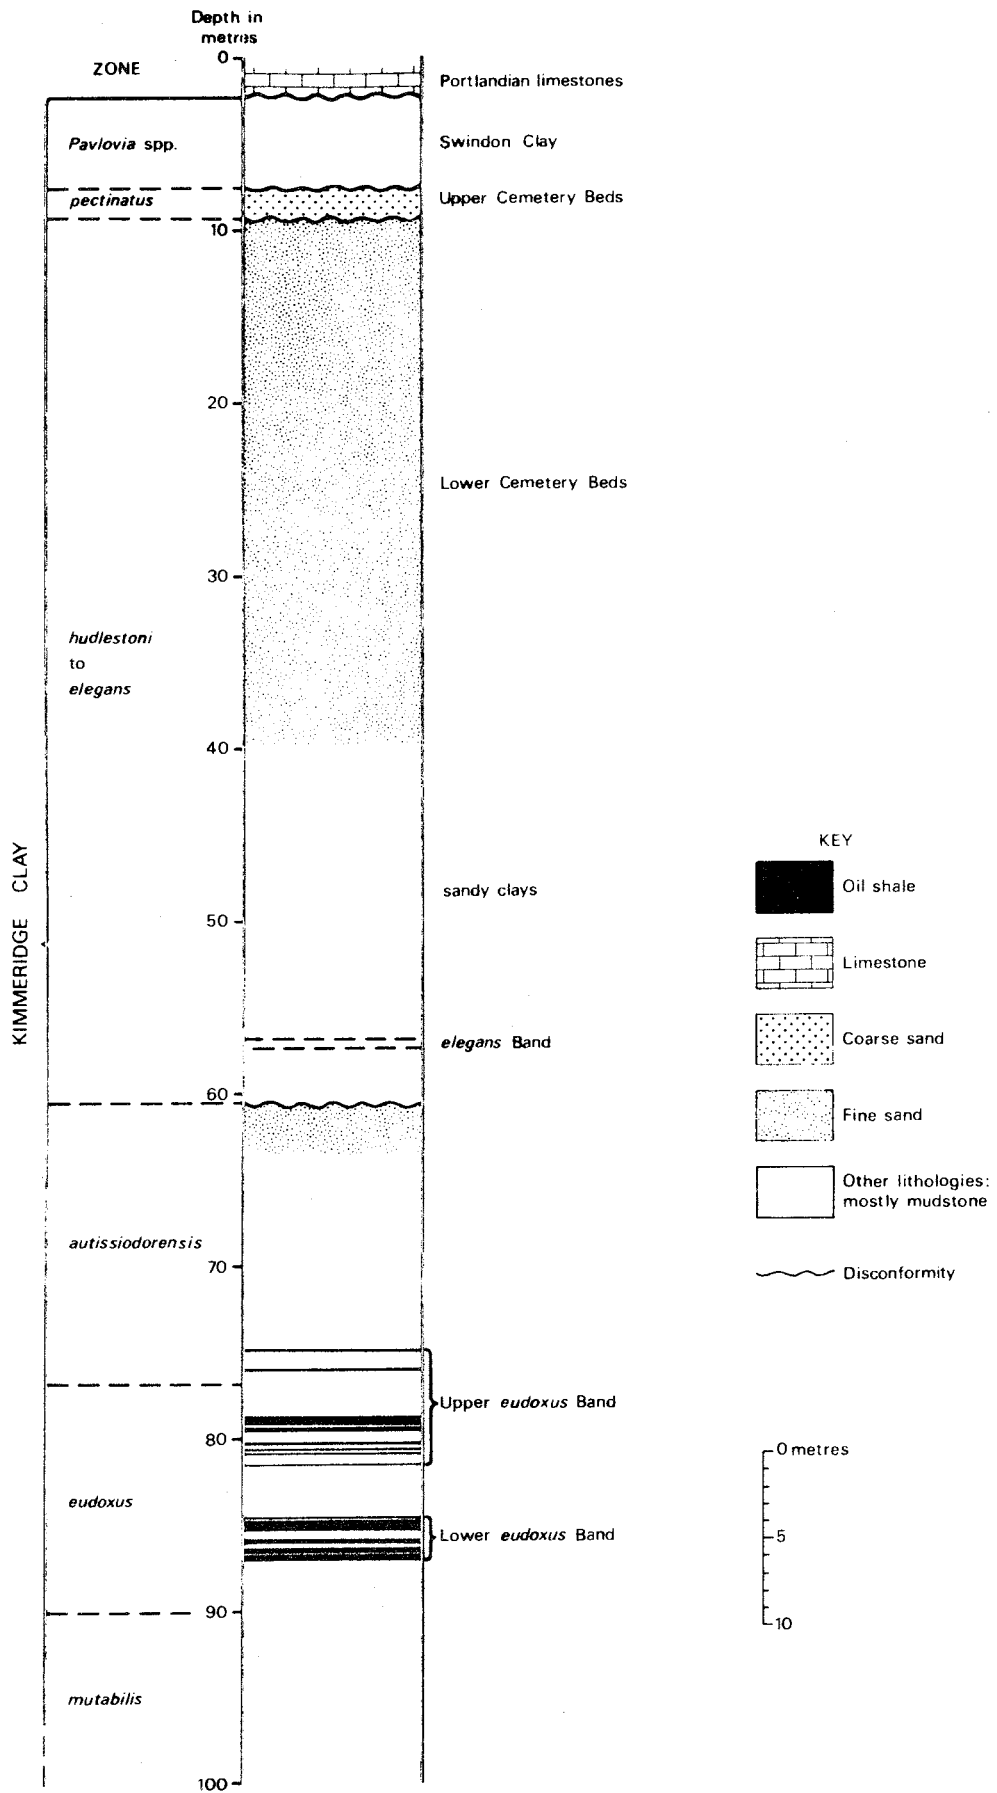 Depth in
metres
ZONE
0
Portlandian limestones
Pavlovia spp.
Swindon Clay
pectinatus
Upper Cemetery Beds
10
20
Lower Cemetery Beds
30
hudlestoni
to
elegans
40
KIMMERIDGE CLAY
sandy clays
50
elegans Band
60
autissiodorensis
70
Upper eudoxus Band
80
eudoxus
Lower eudoxus Band
90
mutabilis
100
KEY
Oil shale
Limestone
Coarse sand
Fine sand
Other lithologies:
mostly mudstone
Disconformity
0 metres
5
10